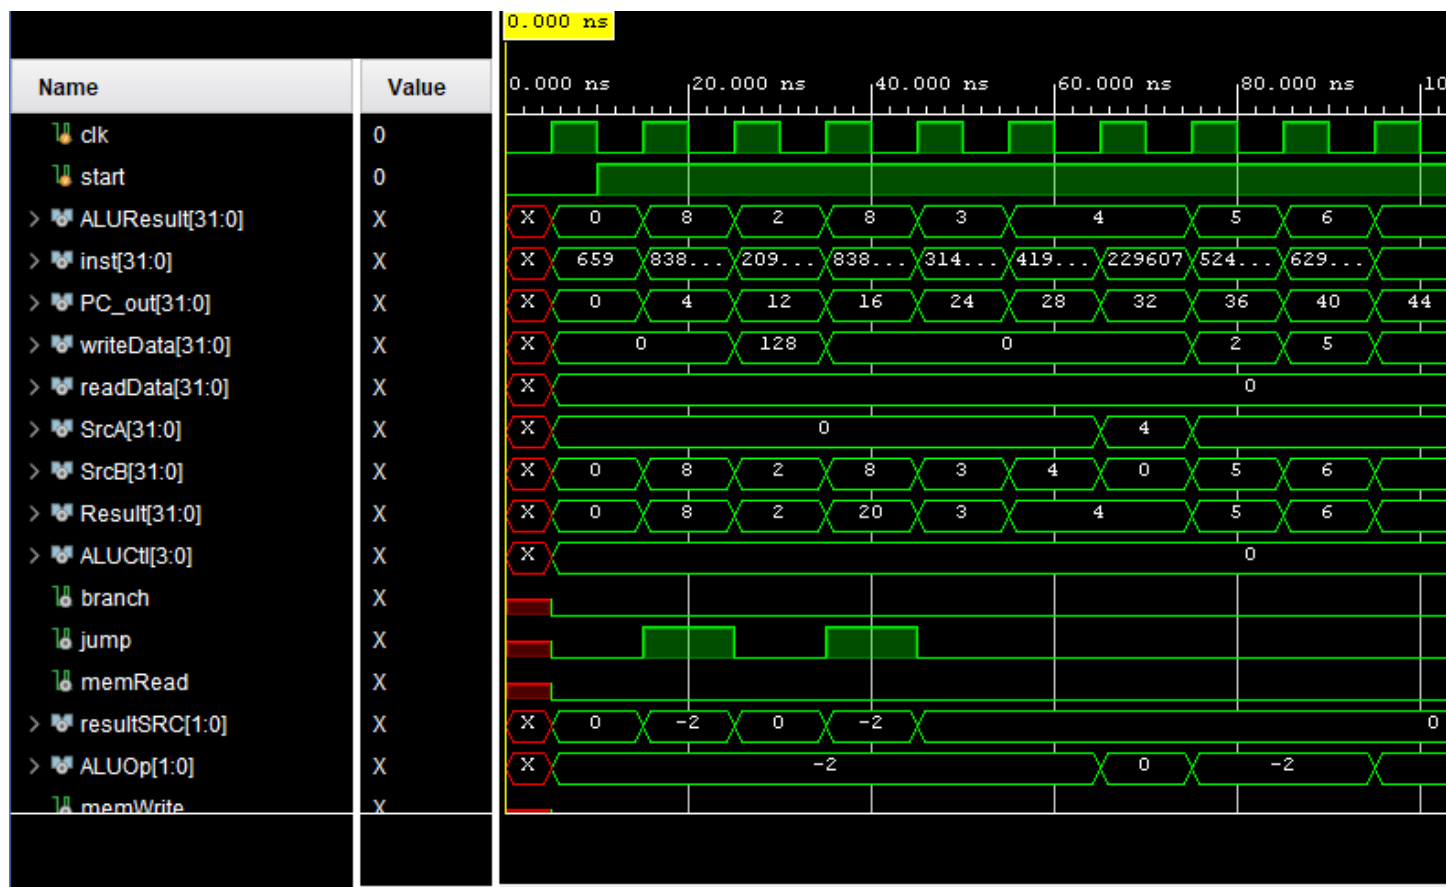 0.000 ns
Name Value 0.000 ns 20.000 ns 40.000 ns 60.000 ns 80.000 ns 10
clk 0
start 0
ALUResult[31:0] X X 0 8 2 8 3 4 5 6
inst[31:0] X X 659 838... 209... 838... 314... 419... 229607 524... 629...
PC_out[31:0] X X 0 4 12 16 24 28 32 36 40 44
writeData[31:0] X X 0 128 0 2 5
readData[31:0] X X 0
SrcA[31:0] X X 0 4
SrcB[31:0] X X 0 8 2 8 3 4 0 5 6
Result[31:0] X X 0 8 2 20 3 4 5 6
ALUCtl[3:0] X X 0
branch X
jump X
memRead X
resultSRC[1:0] X X 0 -2 0 -2 0
ALUOp[1:0] X X -2 0 -2
memWrite X